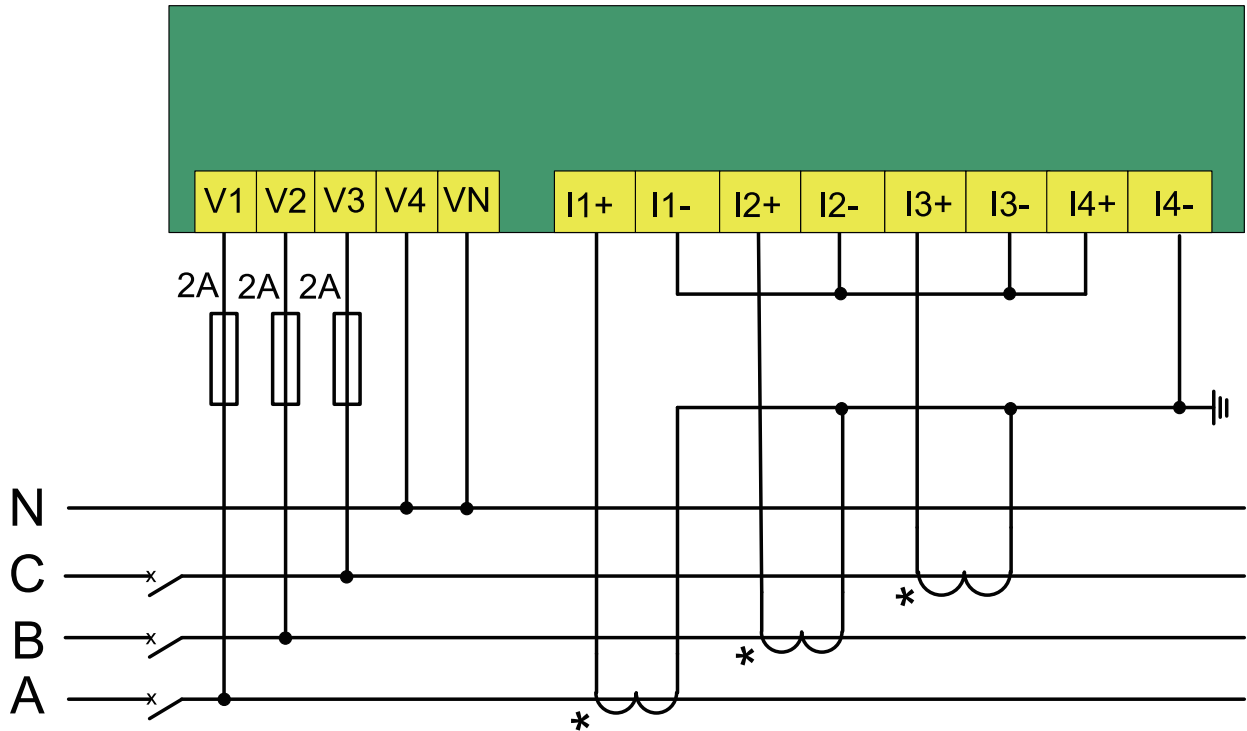 V1 V2 V3 V4 VN I1+ I1- I2+ I2- I3+ I3- I4+ I4-
2A 2A 2A
N
C x
*
B x
*
A x
*